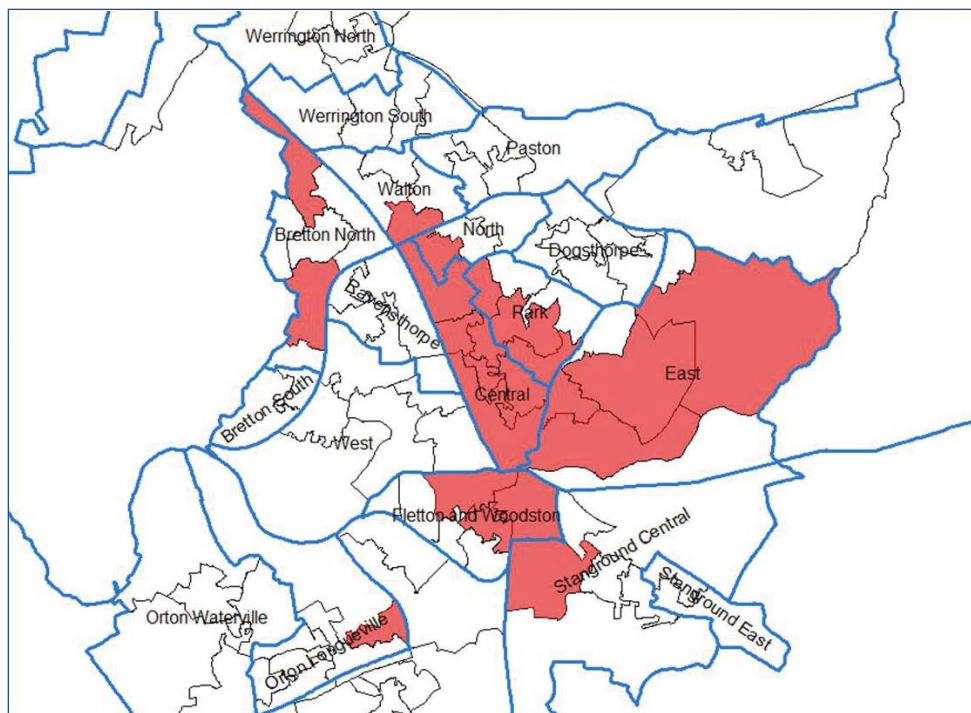 Werrington North
Werrington South
Paston
Walton
North
Bretton North
Dogsthorpe
Ravensthorpe
Park
East
Central
Bretton South
West
Fletton and Woodston
Stanground Central
Stanground East
Orton Waterville
Orton Longueville